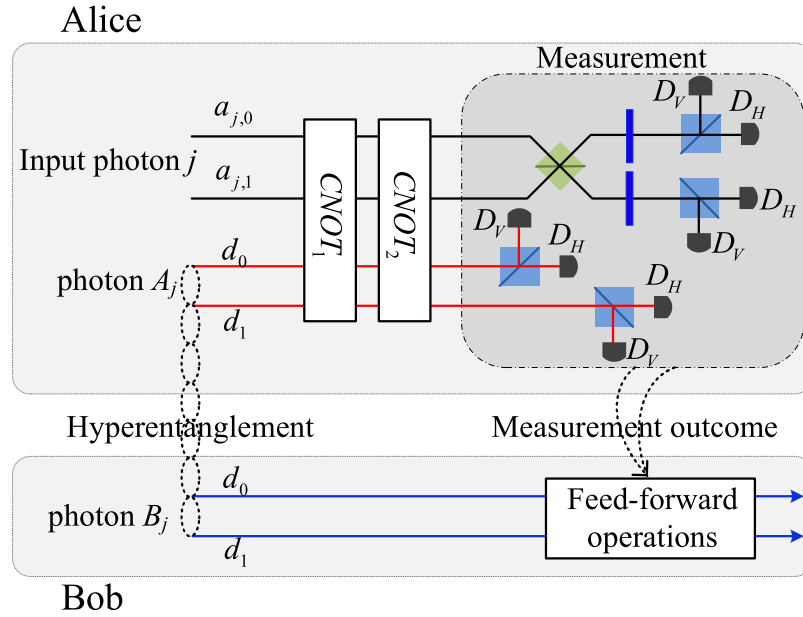 Alice
Measurement
a_{j,0}
D_V
D_H
Input photon j
a_{j,1}
CNOT_1
CNOT_2
D_H
D_V
D_V
D_H
photon A_j
d_0
D_H
d_1
D_V
Hyperentanglement
Measurement outcome
d_0
photon B_j
Feed-forward
operations
d_1
Bob